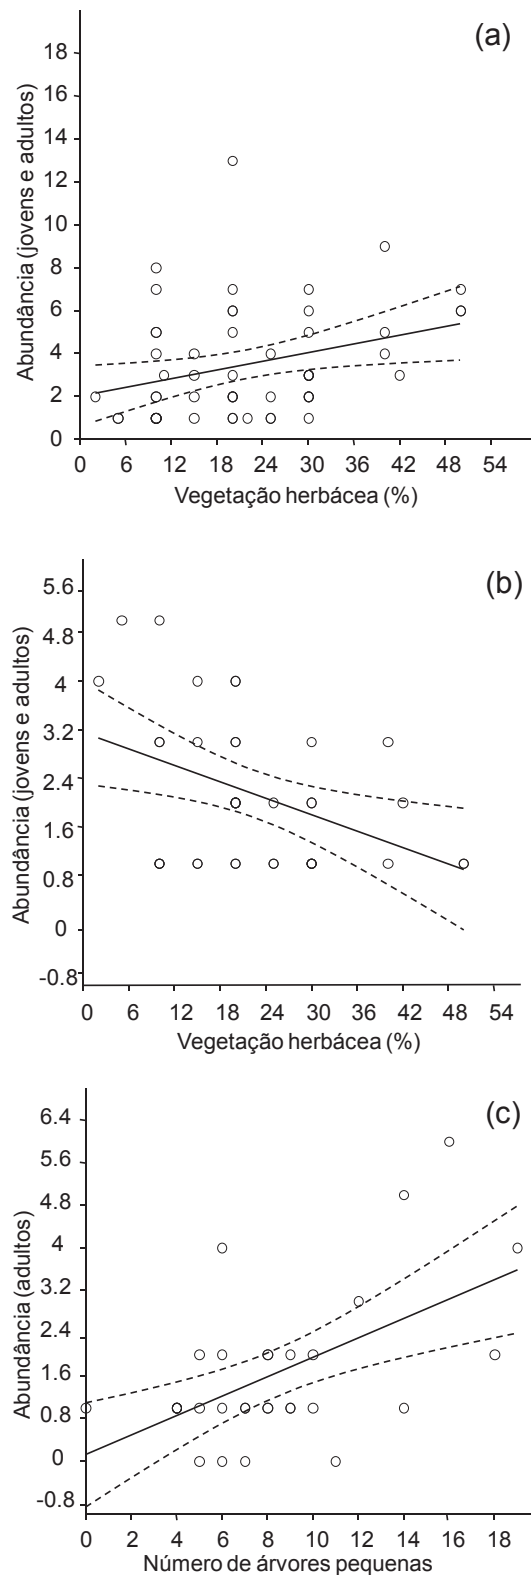 (a)
18
16
14
12
10
8
6
4
2
0
Abundância (jovens e adultos)
0 6 12 18 24 30 36 42 48 54
Vegetação herbácea (%)
(b)
5.6
4.8
4
3.2
2.4
1.6
0.8
0
-0.8
Abundância (jovens e adultos)
0 6 12 18 24 30 36 42 48 54
Vegetação herbácea (%)
(c)
6.4
5.6
4.8
4
3.2
2.4
1.6
0.8
0
-0.8
Abundância (adultos)
0 4 6 8 10 12 14 16 18
Número de árvores pequenas